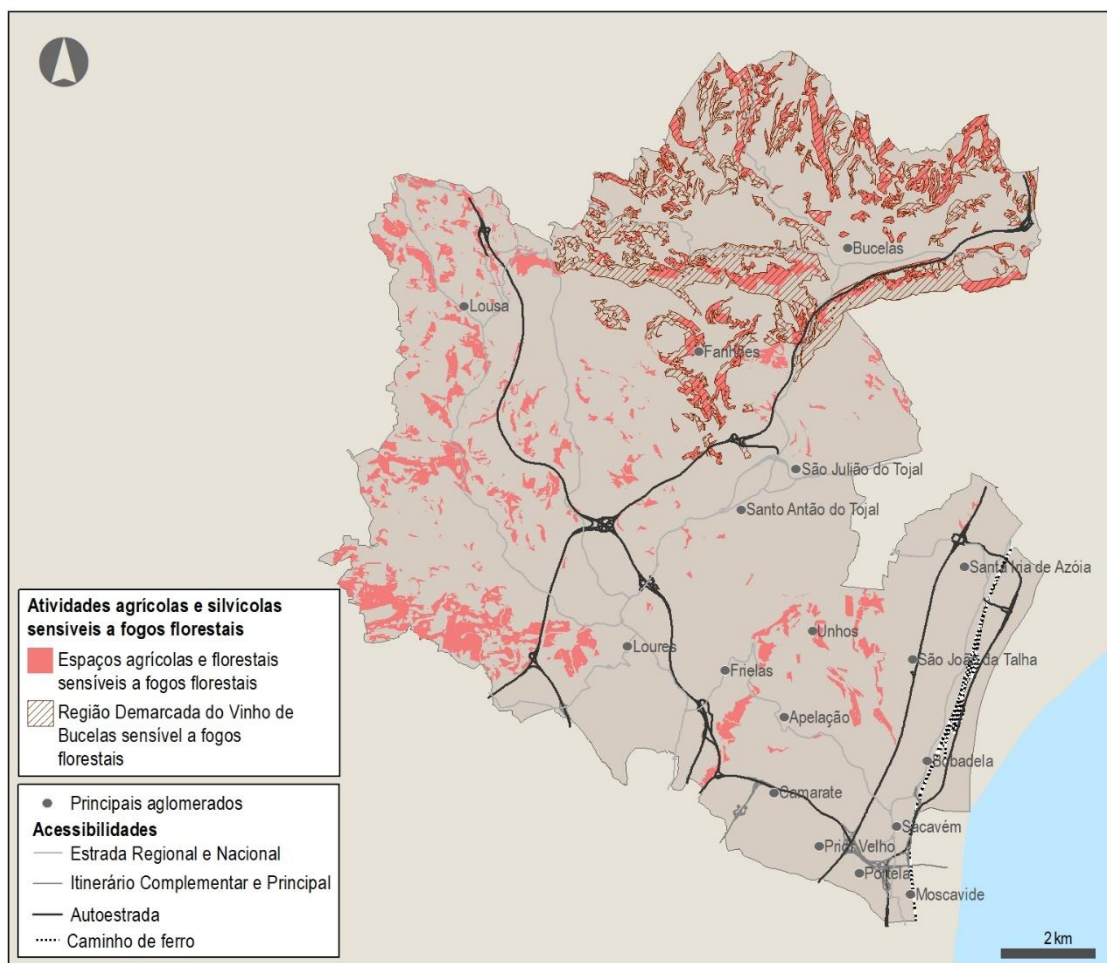 Bucelas
Lousa
Fanhões
São Julião do Tojal
Santo Antão do Tojal
Santa Iria de Azóia
Unhos
Loures
São João da Talha
Frielas
Apelação
Bobadela
Camarate
Sacavém
Prior Velho
Portela
Moscavide
Atividades agrícolas e silvícolas
sensíveis a fogos florestais
Espaços agrícolas e florestais
sensíveis a fogos florestais
Região Demarcada do Vinho de
Bucelas sensível a fogos
florestais
Principais aglomerados
Acessibilidades
Estrada Regional e Nacional
Itinerário Complementar e Principal
Autoestrada
Caminho de ferro
2 km